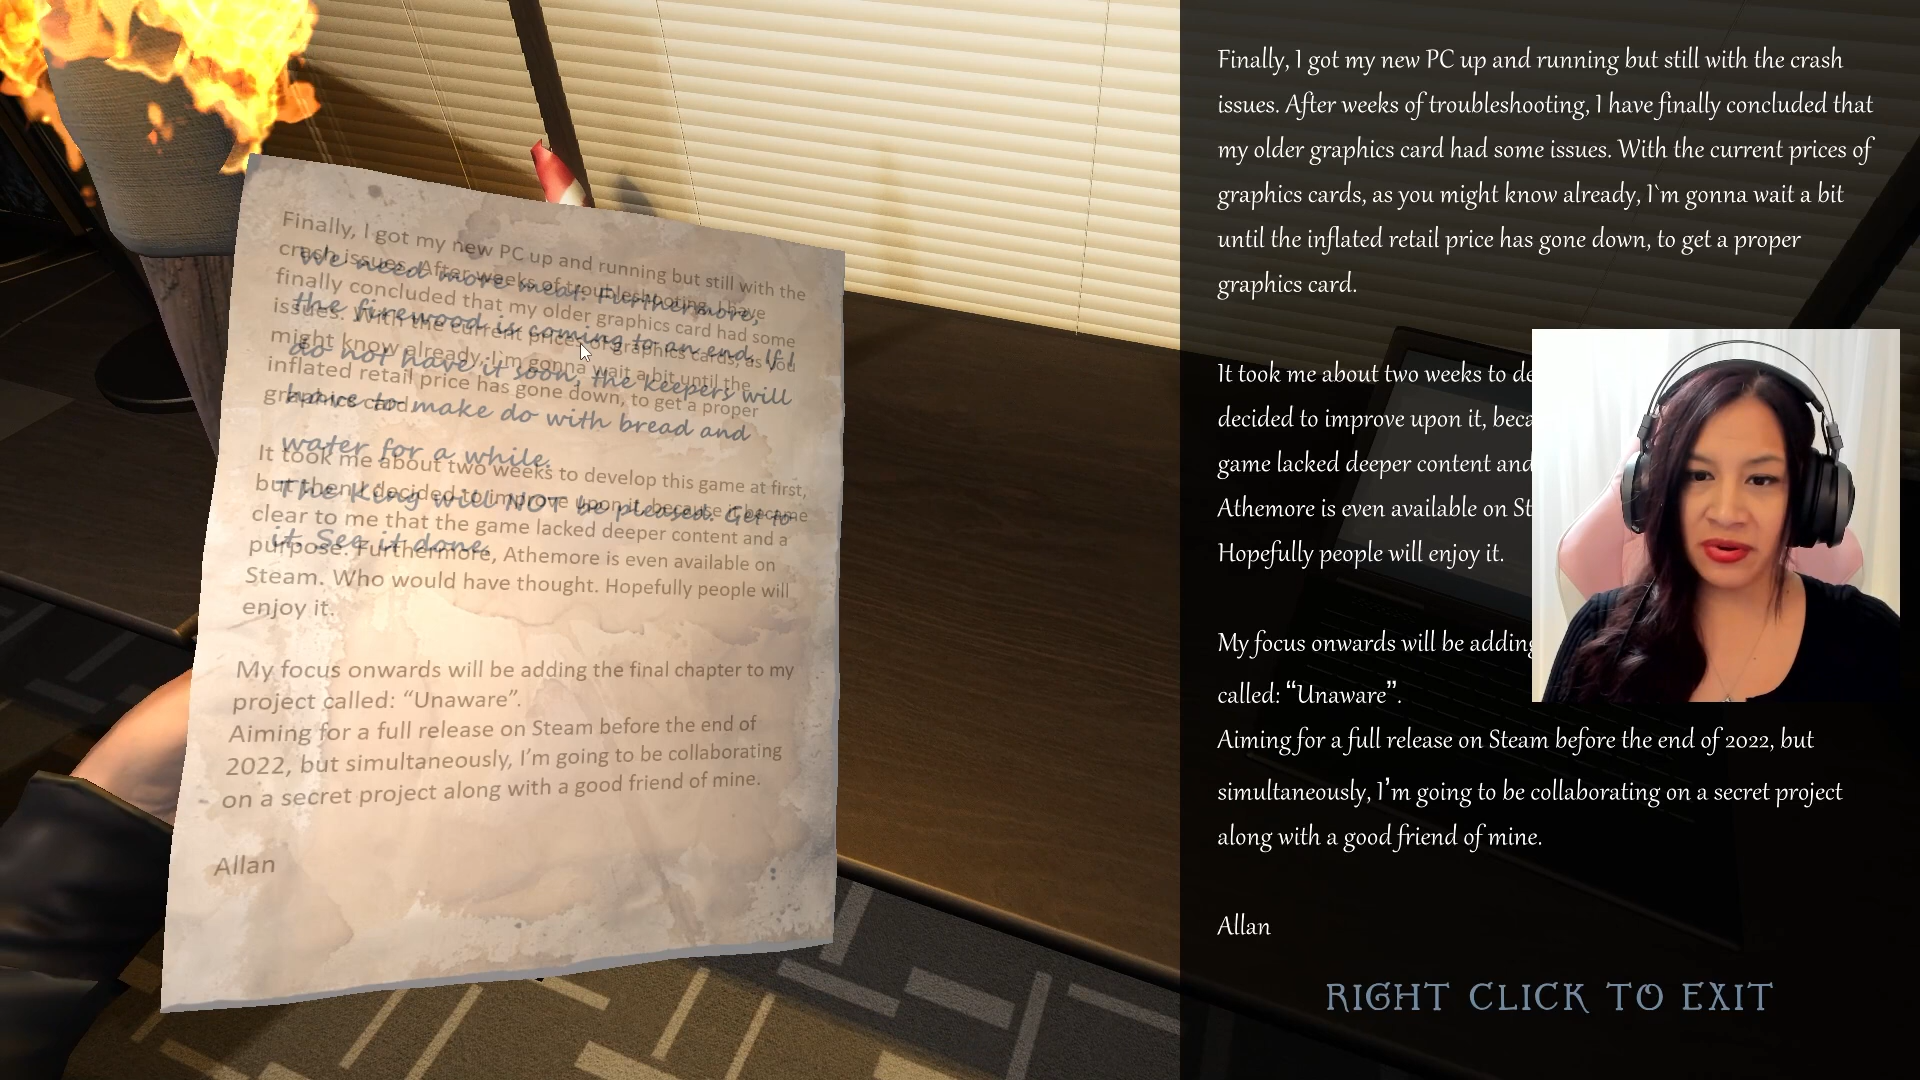 Finally, I got my new PC up and running but still with the
crash issues. After weeks of troubleshooting, I have
finally concluded that my older graphics card had some
issues. With the current prices of graphics cards, as you
might know already, I'm gonna wait a bit until the
inflated retail price has gone down, to get a proper
graphics card.
It took me about two weeks to develop this game at first,
but then I decided to improve upon it, because it became
clear to me that the game lacked deeper content and a
purpose. Furthermore, Athemore is even available on
Steam. Who would have thought. Hopefully people will
enjoy it.
My focus onwards will be adding the final chapter to my
project called: “Unaware”.
Aiming for a full release on Steam before the end of
2022, but simultaneously, I’m going to be collaborating
on a secret project along with a good friend of mine.
Allan
We need more meat. Furthermore,
the firewood is coming to an end. If I
do not have it soon, the keepers will
have to make do with bread and
water for a while.
The King will NOT be pleased. Get to
it. See it done.
Finally, I got my new PC up and running but still with the crash
issues. After weeks of troubleshooting, I have finally concluded that
my older graphics card had some issues. With the current prices of
graphics cards, as you might know already, I`m gonna wait a bit
until the inflated retail price has gone down, to get a proper
graphics card.
It took me about two weeks to
decided to improve upon it,
game lacked deeper content and
Athemore is even available on
Hopefully people will enjoy it.
My focus onwards will be adding
called: “Unaware”.
Aiming for a full release on Steam before the end of 2022, but
simultaneously, I’m going to be collaborating on a secret project
along with a good friend of mine.
Allan
RIGHT CLICK TO EXIT